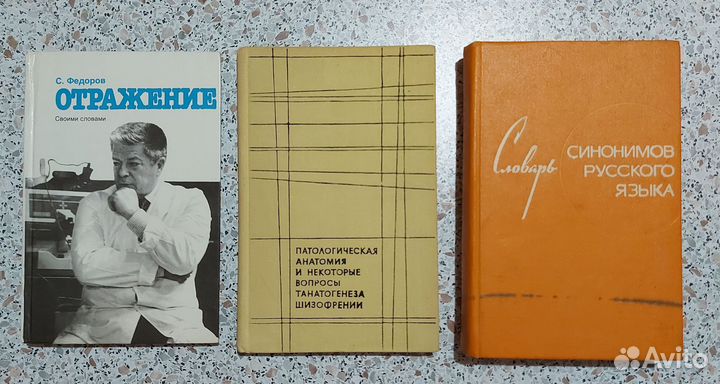 С. Федоров
ОТРАЖЕНИЕ
Своими словами
ПАТОЛОГИЧЕСКАЯ
АНАТОМИЯ
И НЕКОТОРЫЕ
ВОПРОСЫ
ТАНАТОГЕНЕЗА
ШИЗОФРЕНИИ
Словарь
СИНОНИМОВ
РУССКОГО
ЯЗЫКА
Avito